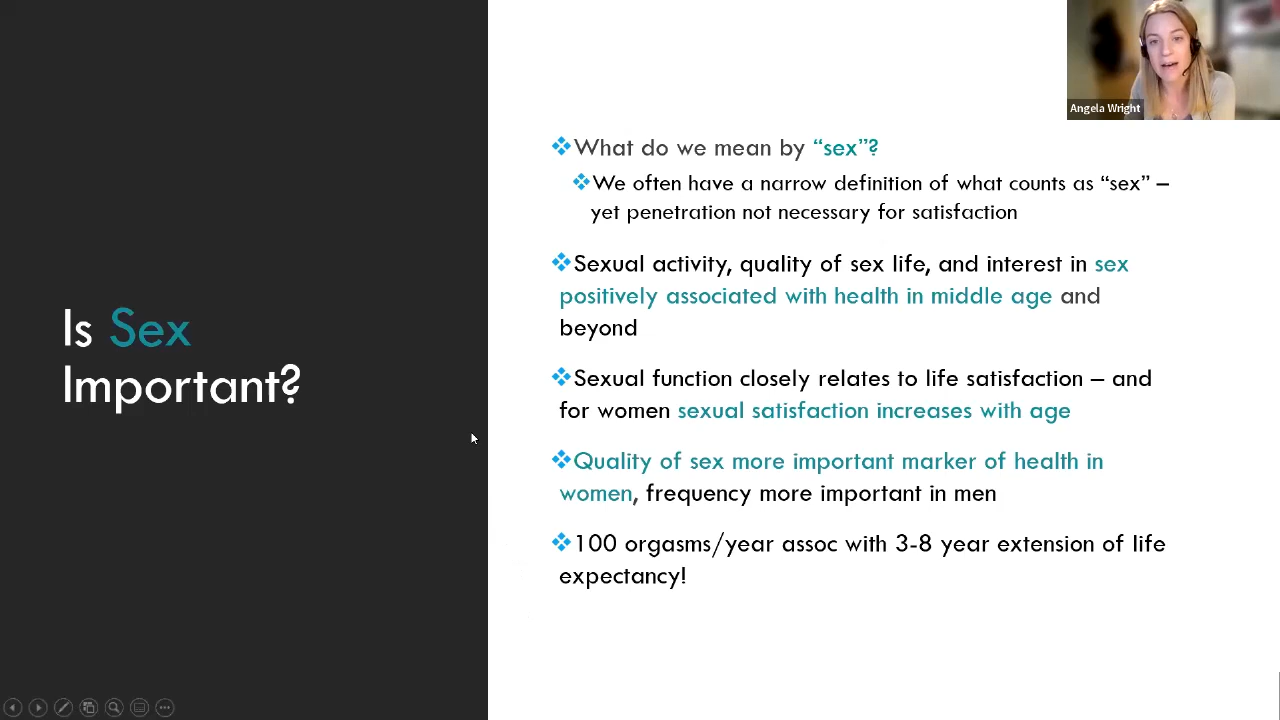 Angela Wright
Is Sex
Important?
❖What do we mean by “sex”?
❖We often have a narrow definition of what counts as “sex” –
yet penetration not necessary for satisfaction
❖Sexual activity, quality of sex life, and interest in sex
positively associated with health in middle age and
beyond
❖Sexual function closely relates to life satisfaction – and
for women sexual satisfaction increases with age
❖Quality of sex more important marker of health in
women, frequency more important in men
❖100 orgasms/year assoc with 3-8 year extension of life
expectancy!